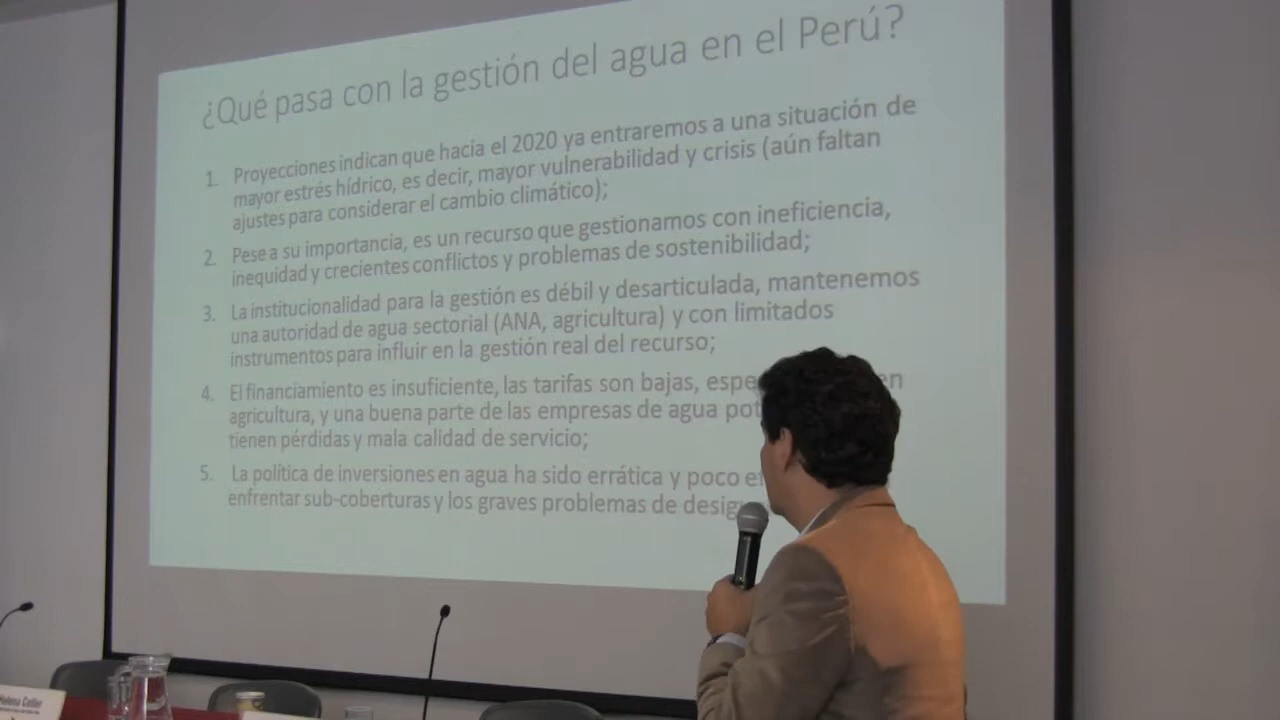 ¿Qué pasa con la gestión del agua en el Perú?
1. Proyecciones indican que hacia el 2020 ya entraremos a una situación de
mayor estrés hídrico, es decir, mayor vulnerabilidad y crisis (aún faltan
ajustes para considerar el cambio climático);
2. Pese a su importancia, es un recurso que gestionamos con ineficiencia,
inequidad y crecientes conflictos y problemas de sostenibilidad;
3. La institucionalidad para la gestión es débil y desarticulada, mantenemos
una autoridad de agua sectorial (ANA, agricultura) y con limitados
instrumentos para influir en la gestión real del recurso;
4. El financiamiento es insuficiente, las tarifas son bajas, en
agricultura, y una buena parte de las empresas de agua
tienen pérdidas y mala calidad de servicio;
5. La política de inversiones en agua ha sido errática y poco
enfrentar sub-coberturas y los graves problemas de
Helena Cotler